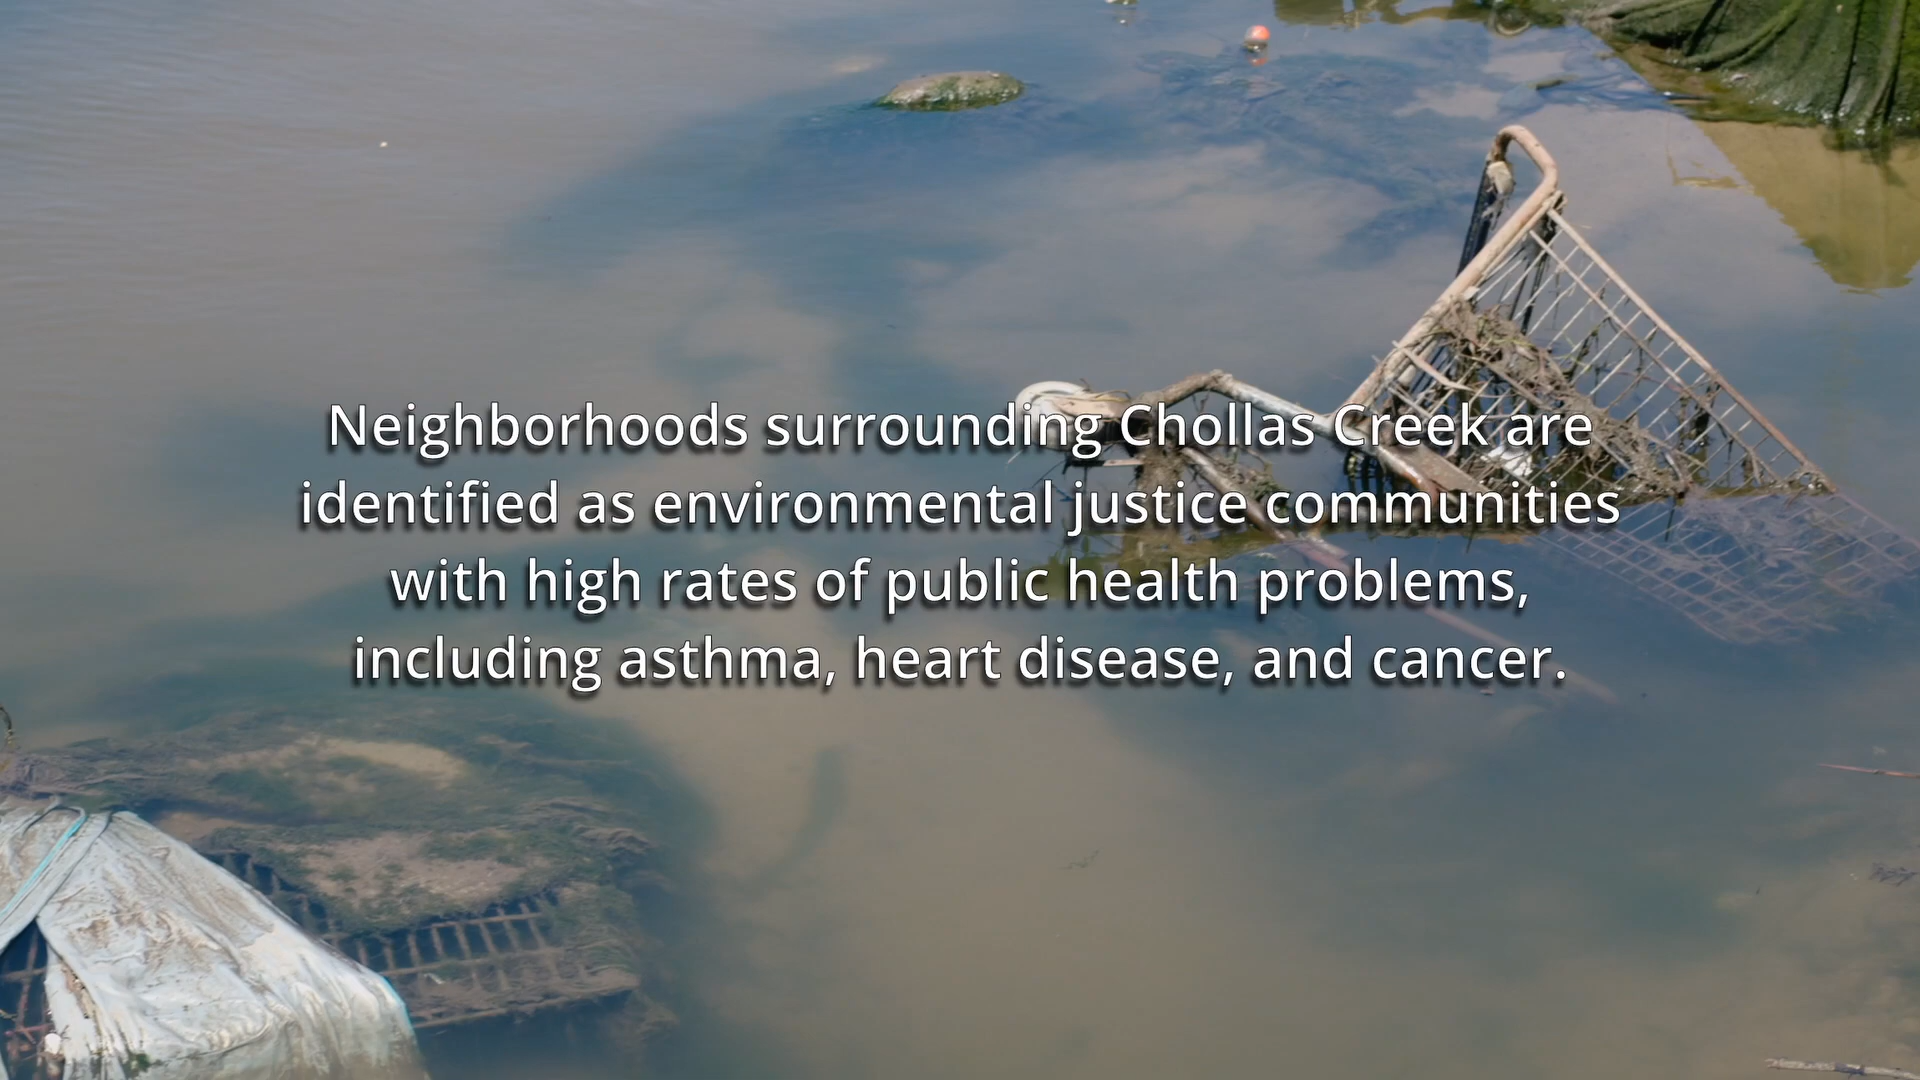 Neighborhoods surrounding Chollas Creek are
identified as environmental justice communities
with high rates of public health problems,
including asthma, heart disease, and cancer.